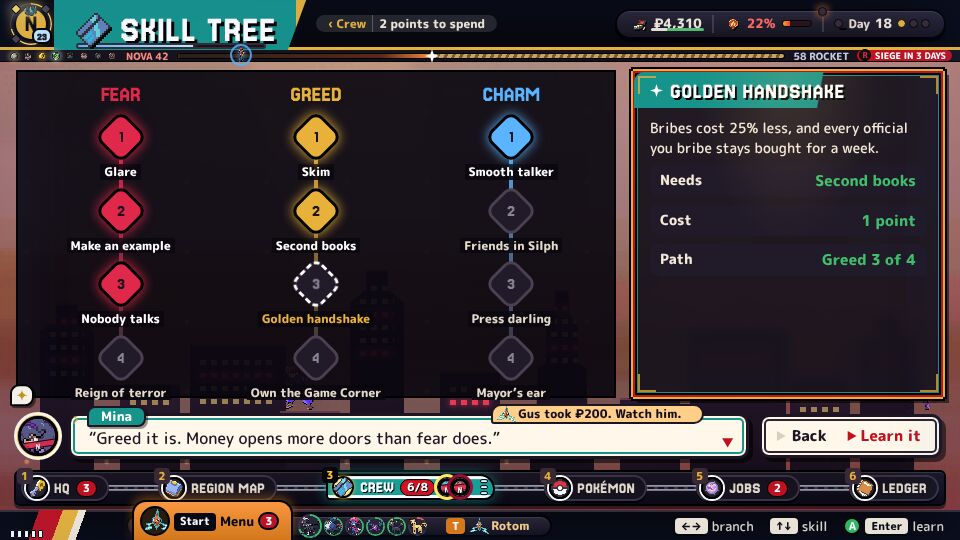 N
23
SKILL TREE
‹ Crew
2 points to spend
₽4,310
22%
Day 18
NOVA 42
58 ROCKET
R
SIEGE IN 3 DAYS
FEAR
GREED
CHARM
1
1
1
Glare
Skim
Smooth talker
2
2
2
Make an example
Second books
Friends in Silph
3
3
3
Nobody talks
Golden handshake
Press darling
4
4
4
Reign of terror
Own the Game Corner
Mayor's ear
GOLDEN HANDSHAKE
Bribes cost 25% less, and every official
you bribe stays bought for a week.
Needs
Second books
Cost
1 point
Path
Greed 3 of 4
Mina
Gus took ₽200. Watch him.
“Greed it is. Money opens more doors than fear does.”
Back
Learn it
1
HQ
3
2
REGION MAP
3
CREW
6/8
4
POKÉMON
5
JOBS
2
6
LEDGER
Start
Menu
3
T
Rotom
←→
branch
↑↓
skill
A
Enter
learn